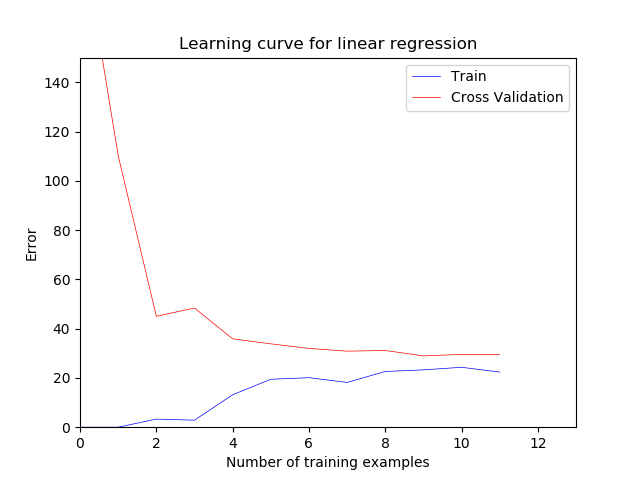 Learning curve for linear regression
Train
Cross Validation
140
120
100
80
60
40
20
0
Error
0 2 4 6 8 10 12
Number of training examples